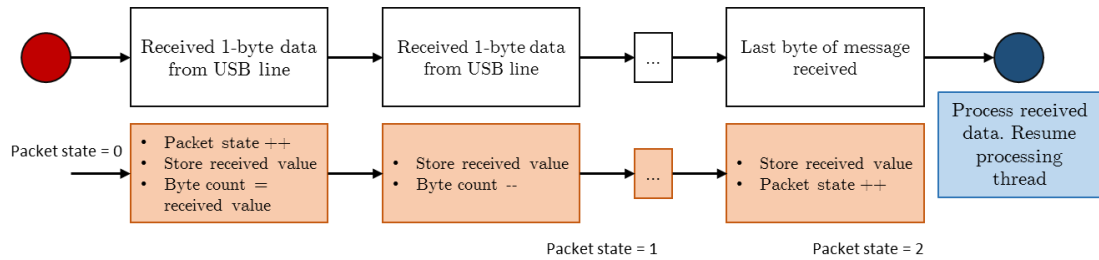 Received 1-byte data
from USB line
Received 1-byte data
from USB line
...
Last byte of message
received
Process received
data. Resume
processing
thread
Packet state = 0
• Packet state ++
• Store received value
• Byte count =
received value
• Store received value
• Byte count --
...
• Store received value
• Packet state ++
Packet state = 1
Packet state = 2